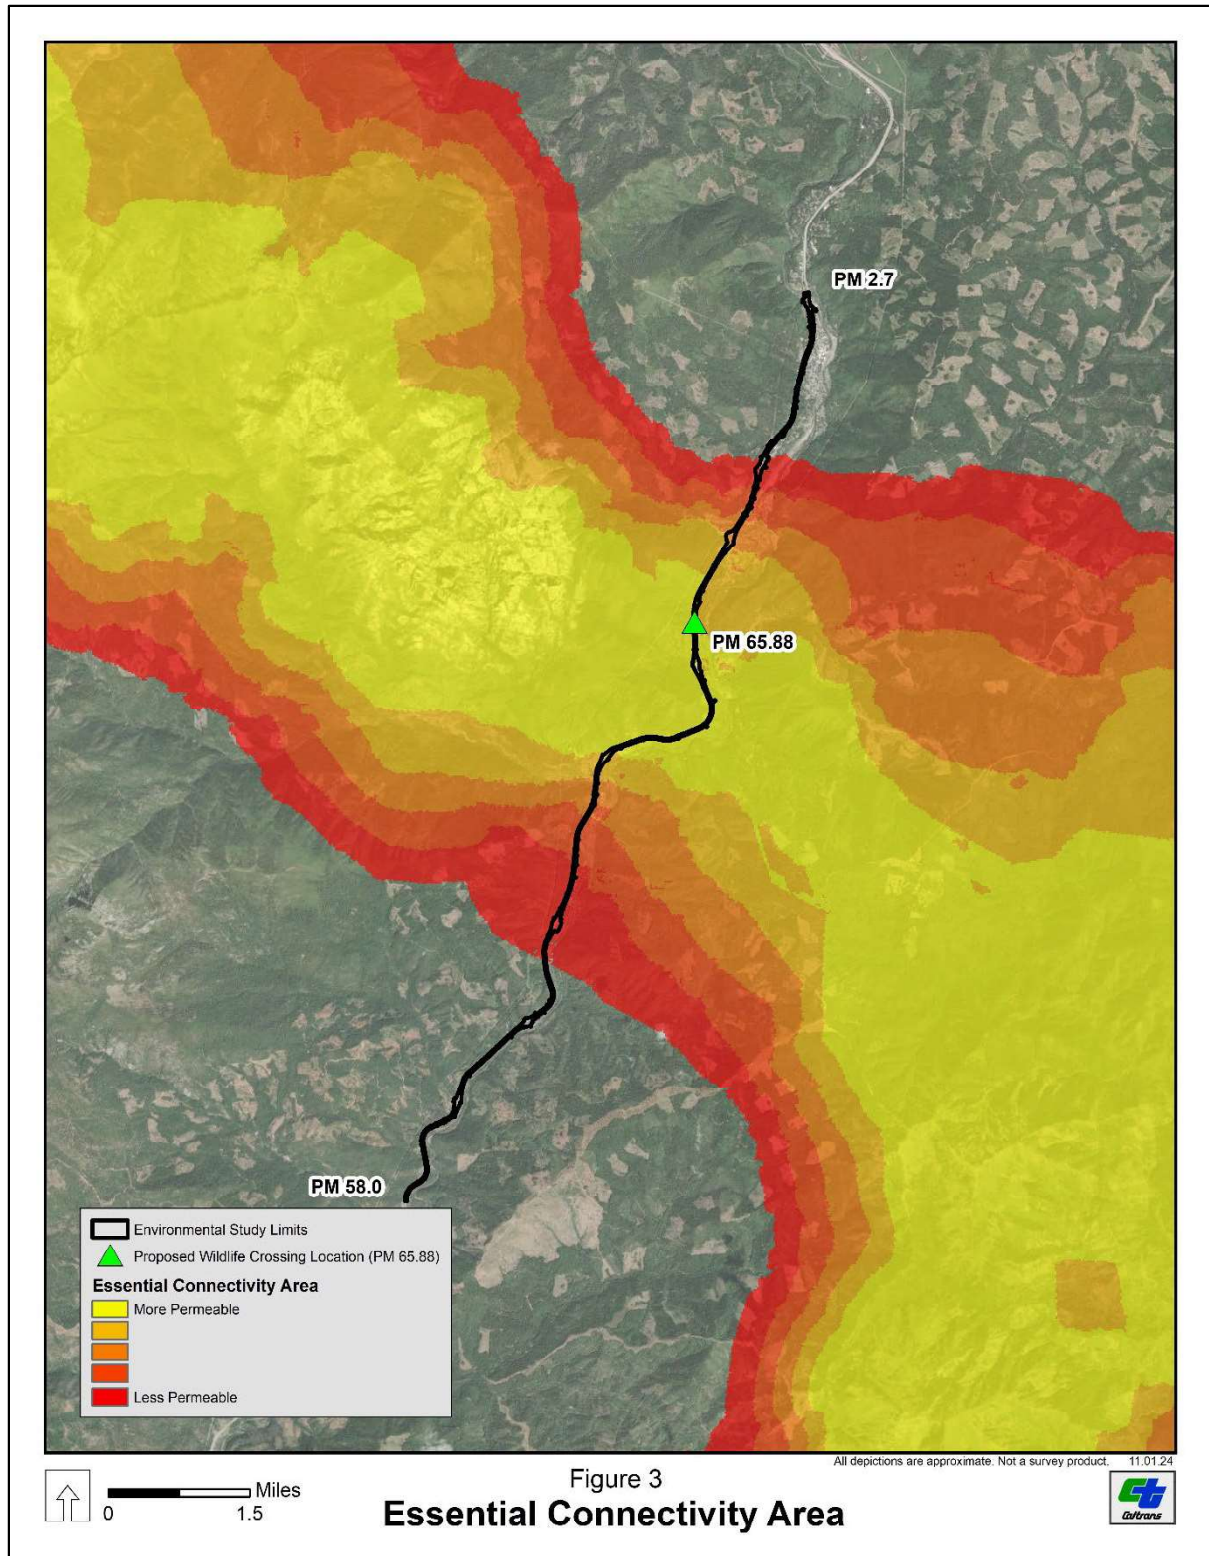 PM 2.7
PM 65.88
PM 58.0
Environmental Study Limits
Proposed Wildlife Crossing Location (PM 65.88)
Essential Connectivity Area
More Permeable
Less Permeable
All depictions are approximate. Not a survey product. 11.01.24
Miles
0 1.5
Figure 3
Essential Connectivity Area
Ct
Caltrans